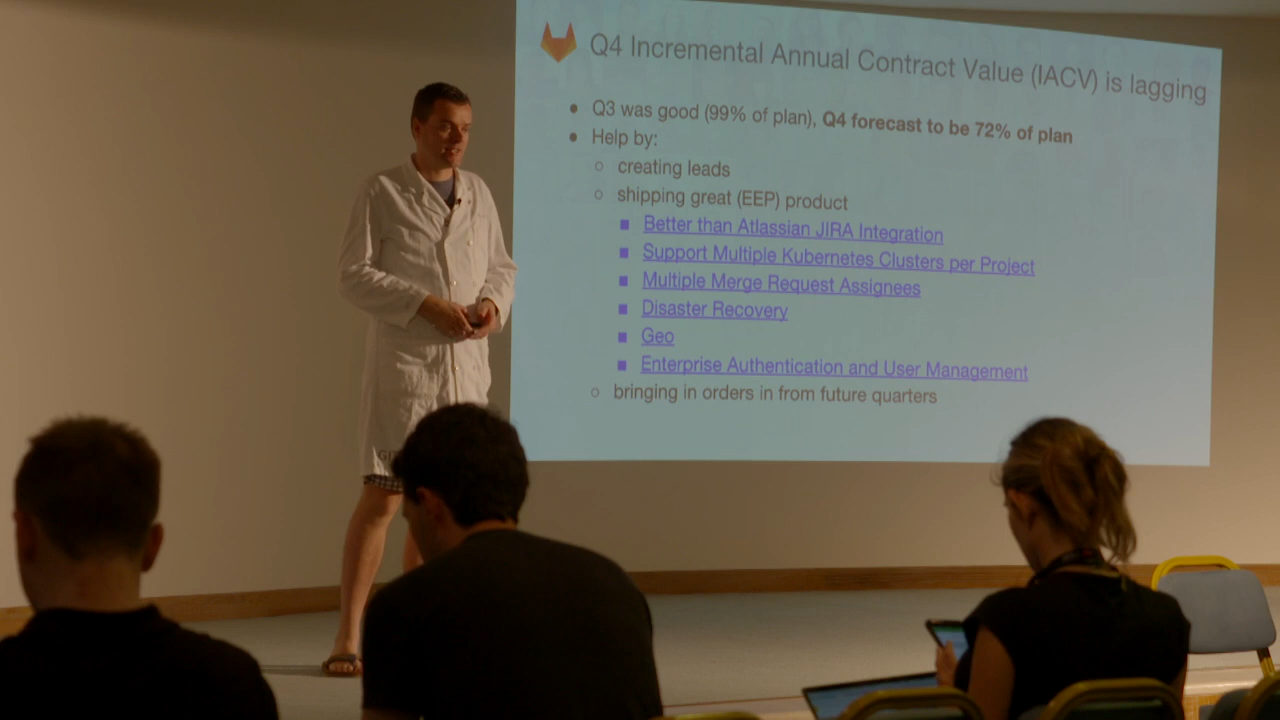 Q4 Incremental Annual Contract Value (IACV) is lagging
Q3 was good (99% of plan), Q4 forecast to be 72% of plan
Help by:
creating leads
shipping great (EEP) product
Better than Atlassian JIRA Integration
Support Multiple Kubernetes Clusters per Project
Multiple Merge Request Assignees
Disaster Recovery
Geo
Enterprise Authentication and User Management
bringing in orders in from future quarters